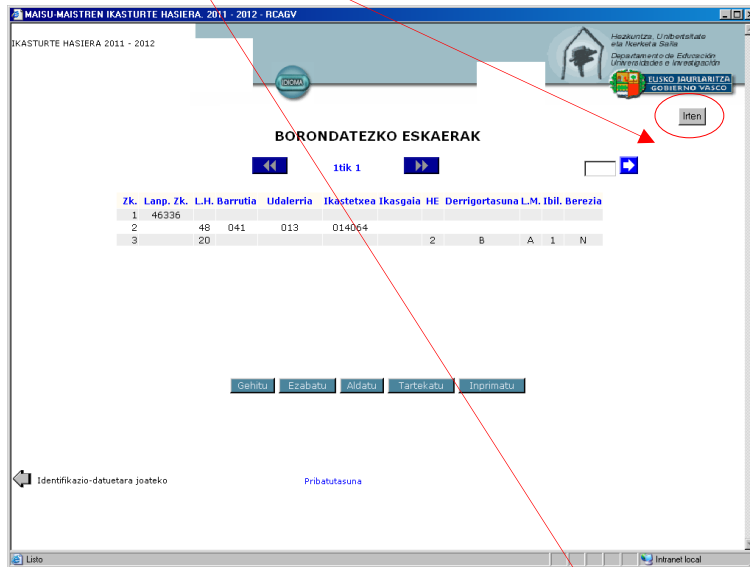 MAISU-MAISTREN IKASTURTE HASIERA. 2011 - 2012 - RCAGV
IKASTURTE HASIERA 2011 - 2012
Hezkuntza, Unibertsitate
eta Ikerketa Saila
Departamento de Educación
Universidades e Investigación
IDIOMA
EUSKO JAURLARITZA
GOBIERNO VASCO
Irten
BORONDATEZKO ESKAERAK
1tik 1
Zk. Lanp. Zk. L.H. Barrutia Udalerria Ikastetxea Ikasgaia HE Derrigortasuna L.M. Ibil. Berezia
1 46336
2 48 041 013 014064
3 20 2 B A 1 N
Gehitu Ezabatu Aldatu Tartekatu Inprimatu
Identifikazio-datuetara joateko Pribatutasuna
Listo Intranet local